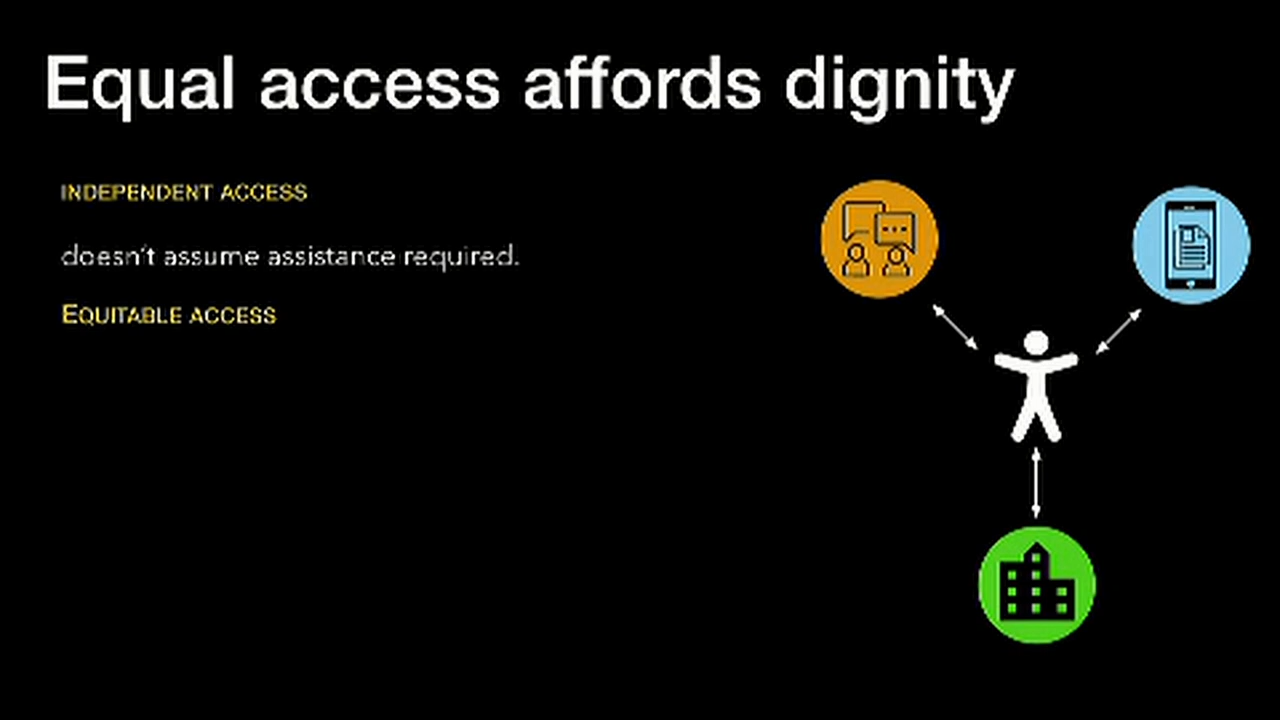 Equal access affords dignity
INDEPENDENT ACCESS
doesn't assume assistance required.
EQUITABLE ACCESS